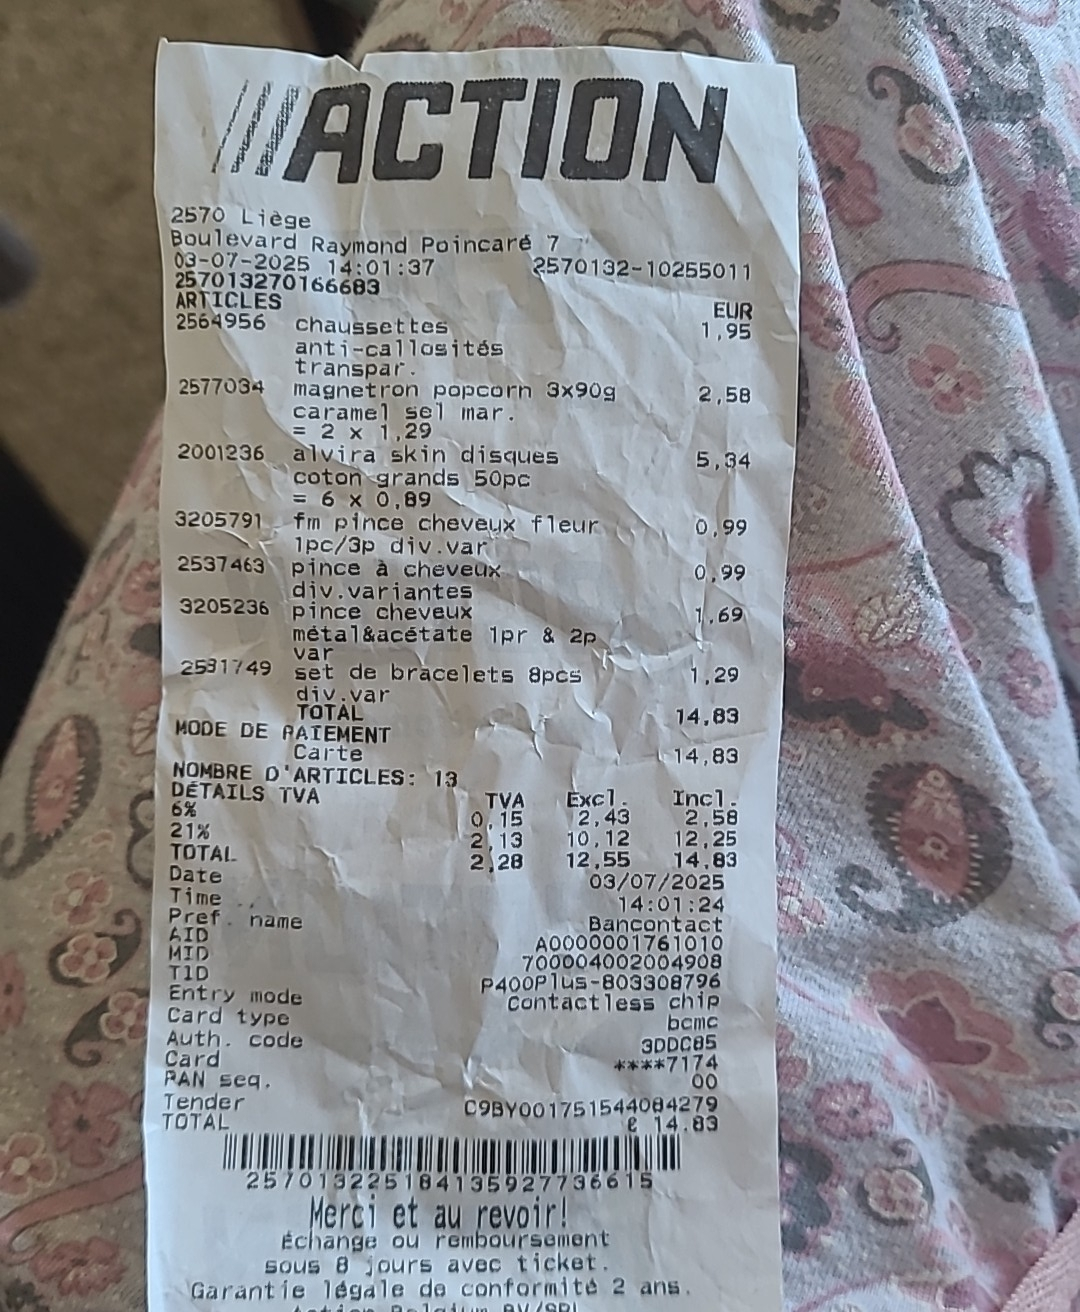 ACTION
2570 Liège
Boulevard Raymond Poincaré 7
03-07-2025 14:01:37 2570132-10255011
257013270166683
ARTICLES EUR
2564956 chaussettes 1,95
anti-callosités
transpar.
2577034 magnetron popcorn 3x90g 2,58
caramel sel mar.
= 2 x 1,29
2001236 alvira skin disques 5,34
coton grands 50pc
= 6 x 0,89
3205791 fm pince cheveux fleur 0,99
1pc/3p div.var
2537463 pince à cheveux 0,99
div.variantes
3205236 pince cheveux 1,69
métal&acétate 1pr & 2p
var
2531749 set de bracelets 8pcs 1,29
div.var
TOTAL 14,83
MODE DE PAIEMENT
Carte 14,83
NOMBRE D'ARTICLES: 13
DÉTAILS TVA TVA Excl. Incl.
6% 0,15 2,43 2,58
21% 2,13 10,12 12,25
TOTAL 2,28 12,55 14,83
Date 03/07/2025
Time 14:01:24
Pref. name Bancontact
AID A0000001761010
MID 700004002004908
TID P400Plus-803308796
Entry mode Contactless chip
Card type bcmc
Auth. code 3DDC85
Card ****7174
PAN seq. 00
Tender C9BY001751544084279
TOTAL € 14.83
257013225184135927736615
Merci et au revoir!
Échange ou remboursement
sous 8 jours avec ticket.
Garantie légale de conformité 2 ans.
Action Belgium BV/SRL